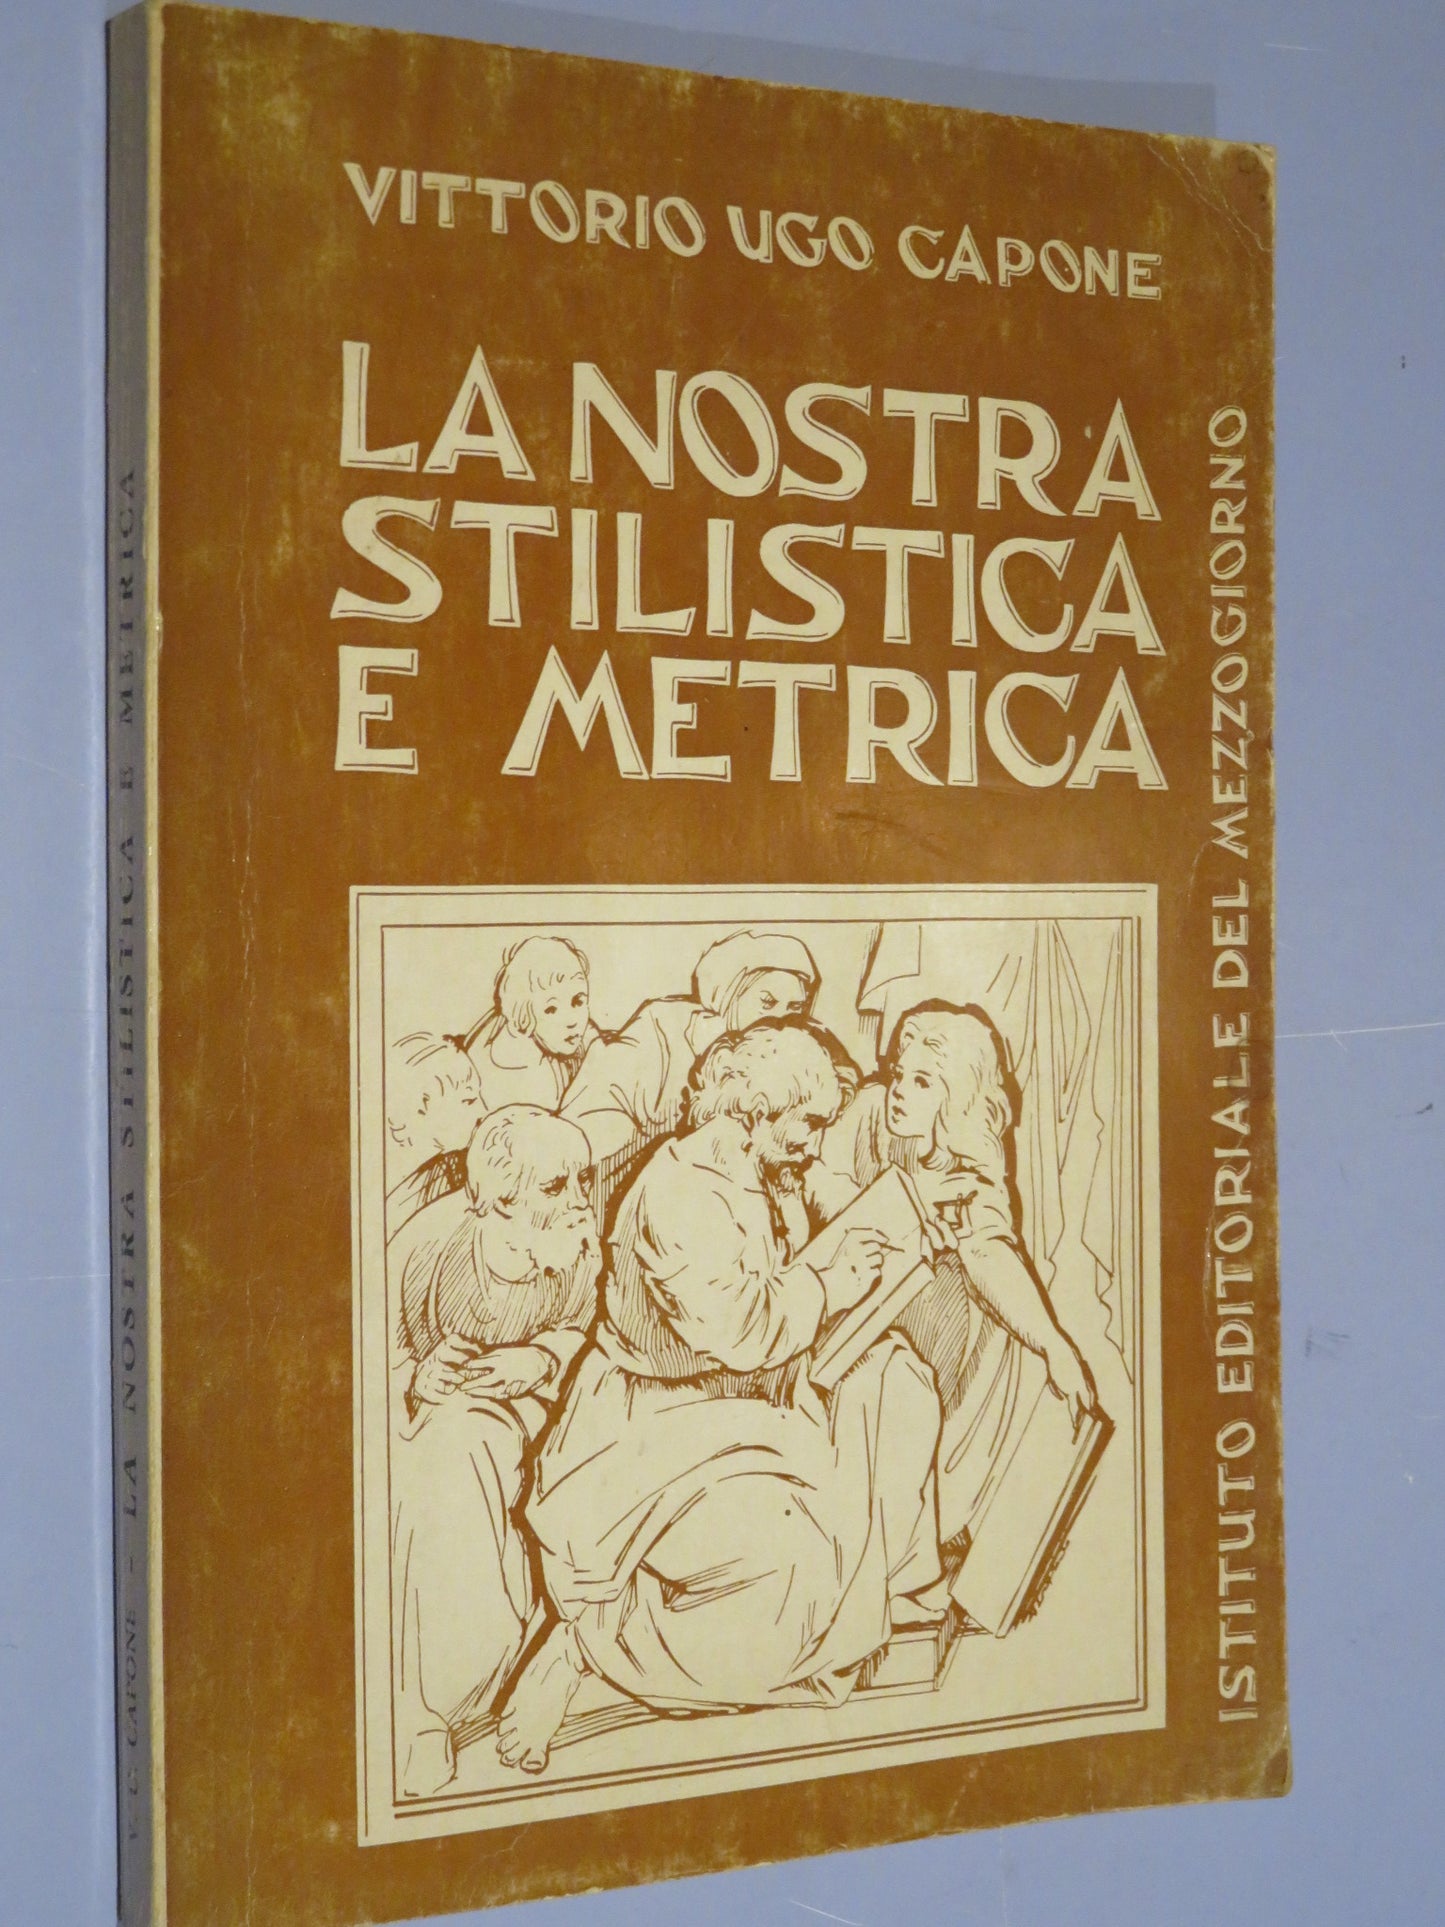 VITTORIO UGO CAPONE
LA NOSTRA
STILISTICA
E METRICA
ISTITUTO EDITORIALE DEL MEZZOGIORNO
V. U. CAPONE - LA NOSTRA STILISTICA E METRICA